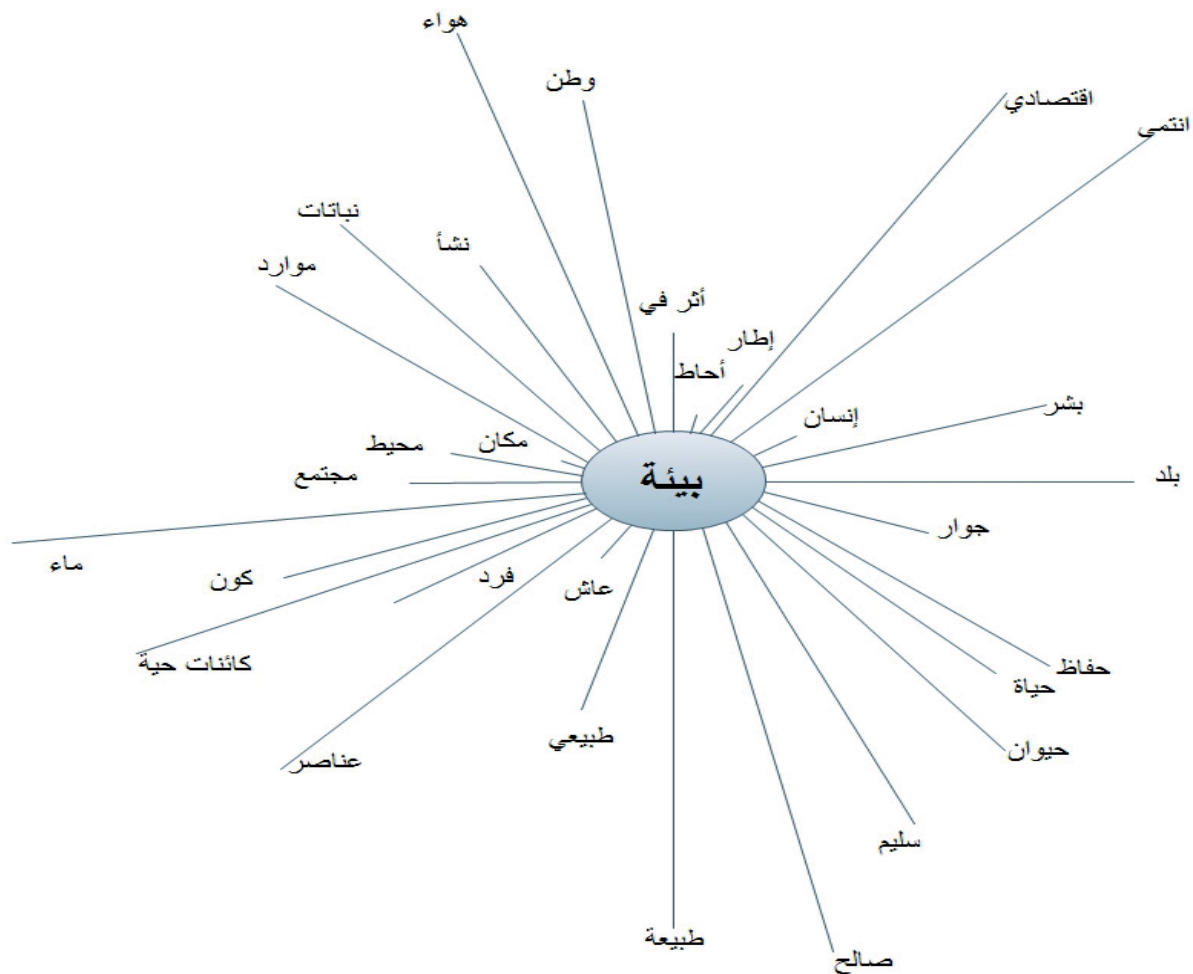 هواء
وطن
اقتصادي
انتمى
نباتات
نشأ
موارد
أثر في
إطار
أحاط
بشر
إنسان
مكان
محيط
بيئة
بلد
مجتمع
جوار
ماء
كون
فرد
عاش
كائنات حية
حفاظ
حياة
طبيعي
حيوان
عناصر
سليم
طبيعة
صالح